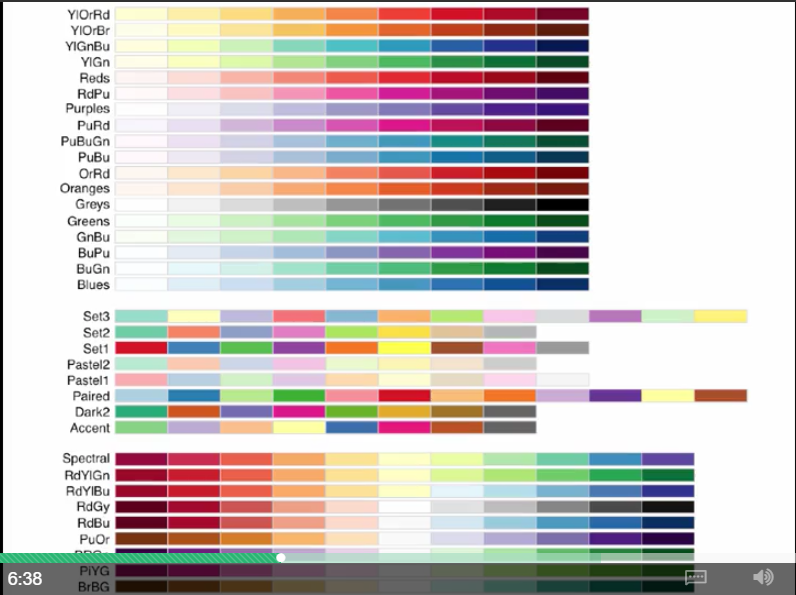 YlOrRd
YlOrBr
YlGnBu
YlGn
Reds
RdPu
Purples
PuRd
PuBuGn
PuBu
OrRd
Oranges
Greys
Greens
GnBu
BuPu
BuGn
Blues
Set3
Set2
Set1
Pastel2
Pastel1
Paired
Dark2
Accent
Spectral
RdYlGn
RdYlBu
RdGy
RdBu
PuOr
PiYG
6:38
BrBG